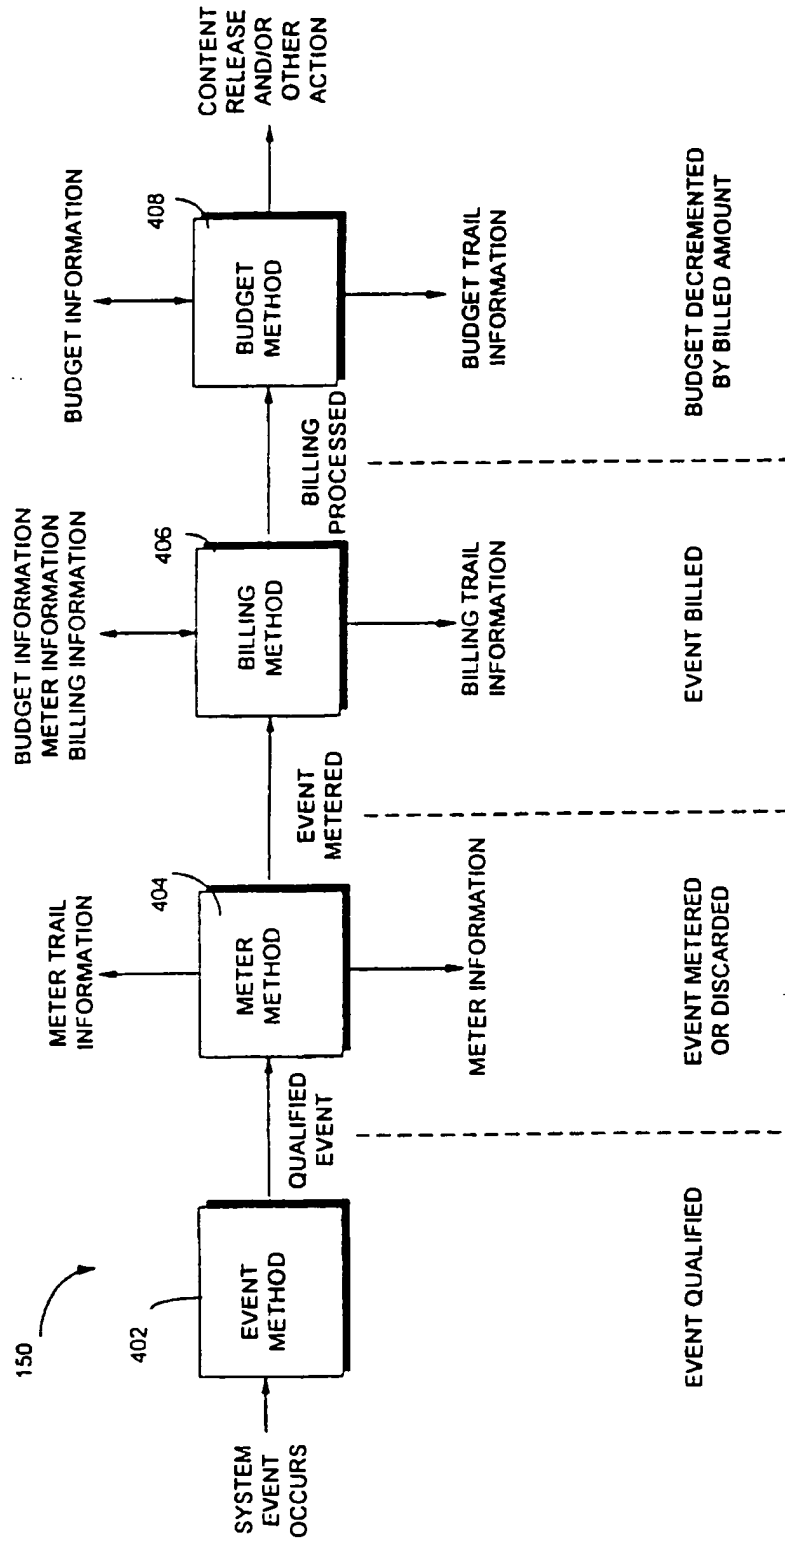 150
SYSTEM
EVENT
OCCURS
402
EVENT
METHOD
QUALIFIED
EVENT
METER TRAIL
INFORMATION
404
METER
METHOD
METER INFORMATION
EVENT
METERED
BUDGET INFORMATION
METER INFORMATION
BILLING INFORMATION
406
BILLING
METHOD
BILLING TRAIL
INFORMATION
BILLING
PROCESSED
BUDGET INFORMATION
408
BUDGET
METHOD
BUDGET TRAIL
INFORMATION
CONTENT
RELEASE
AND/OR
OTHER
ACTION
EVENT QUALIFIED
EVENT METERED
OR DISCARDED
EVENT BILLED
BUDGET DECREMENTED
BY BILLED AMOUNT